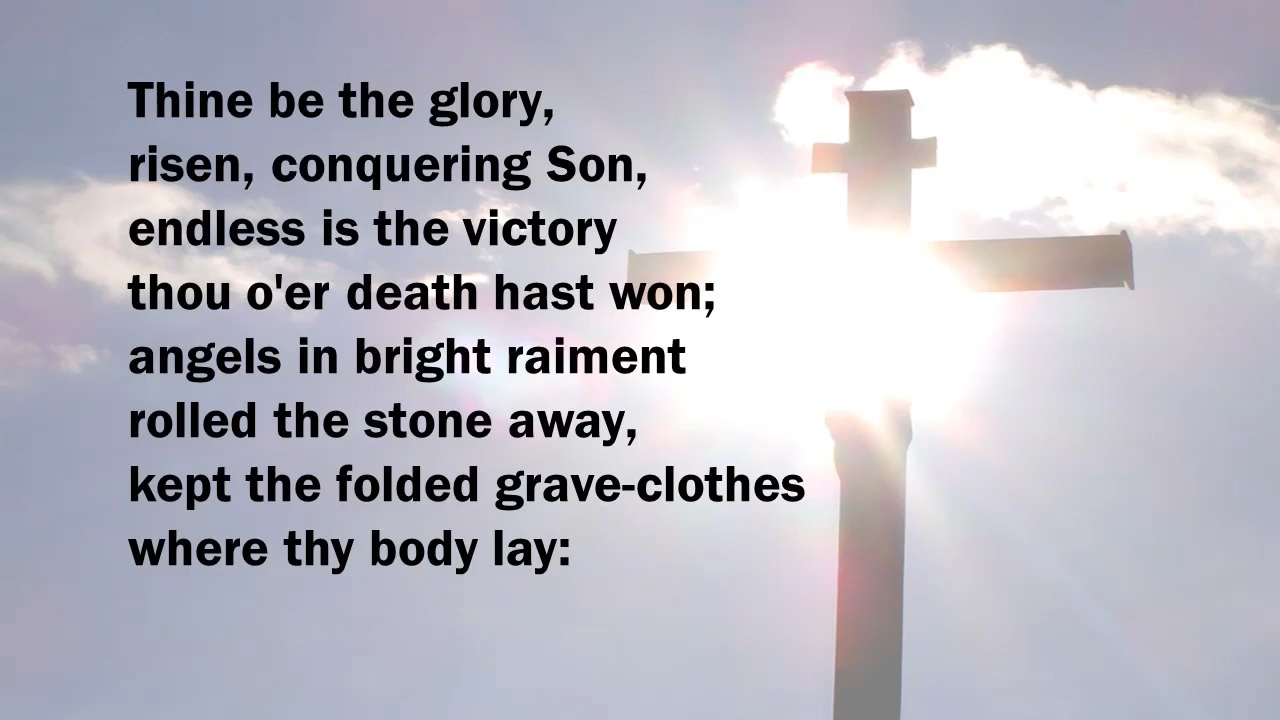 Thine be the glory,
risen, conquering Son,
endless is the victory
thou o'er death hast won;
angels in bright raiment
rolled the stone away,
kept the folded grave-clothes
where thy body lay: